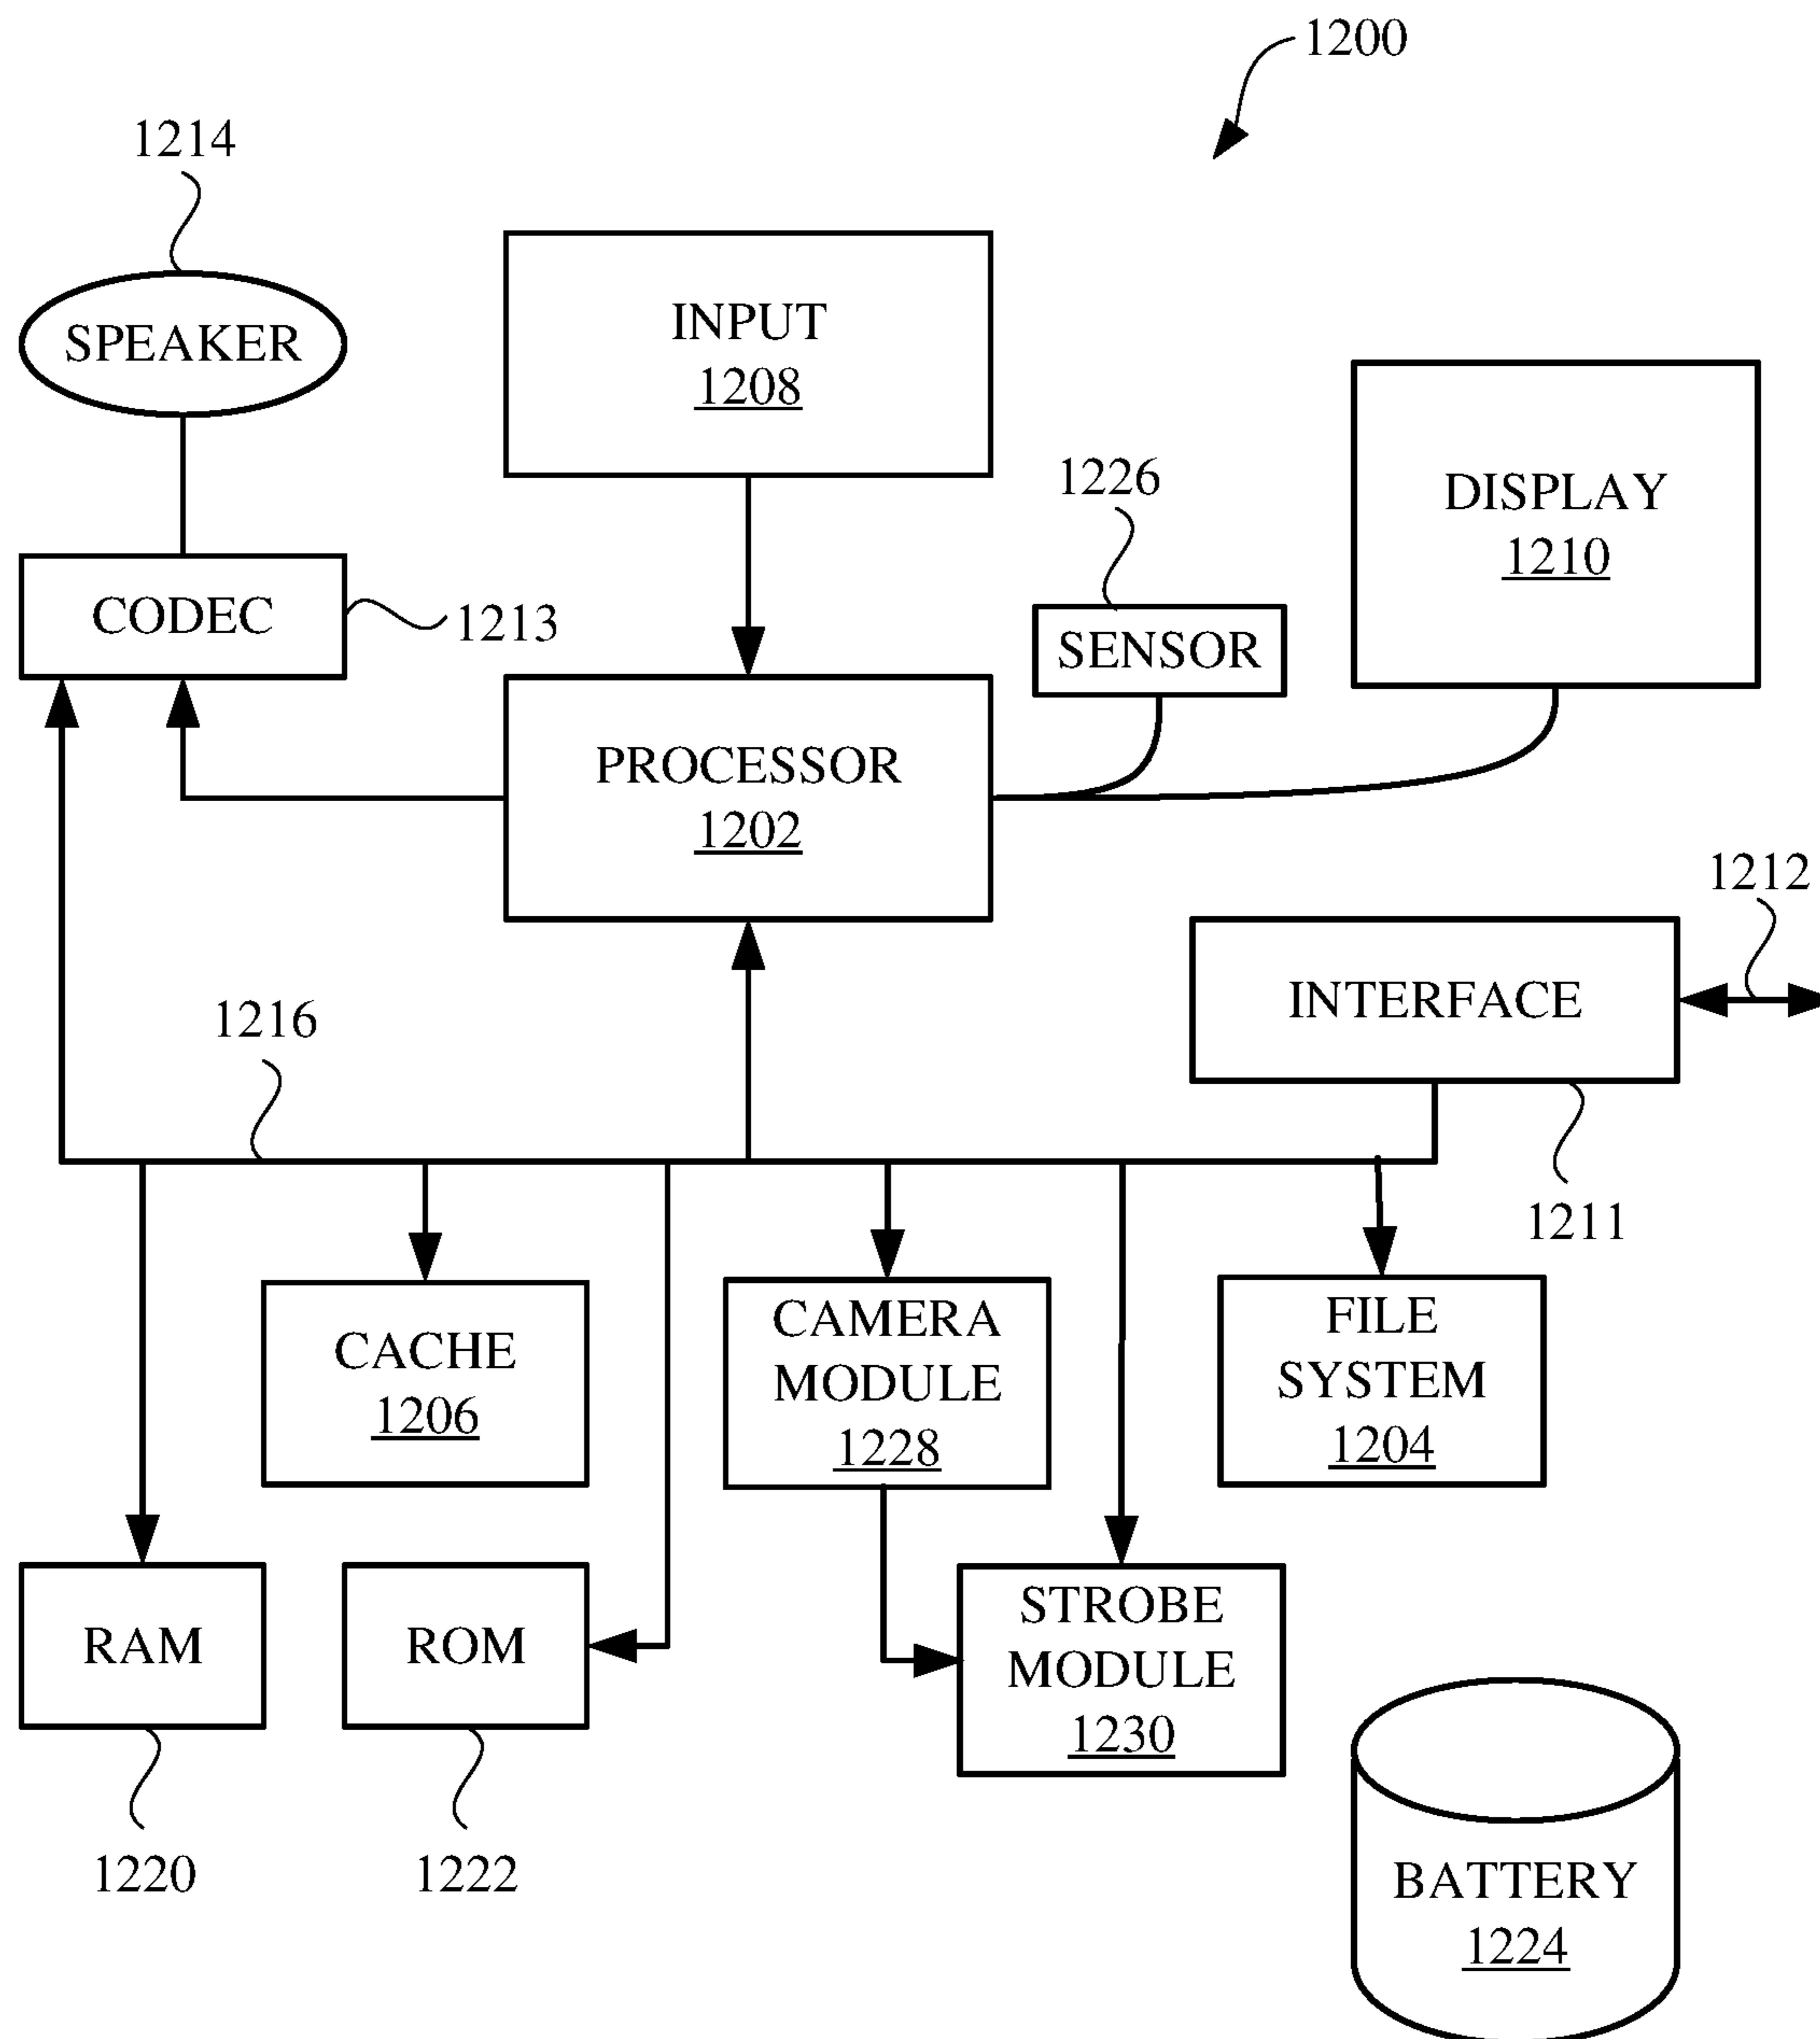 1200
1214
SPEAKER
INPUT
1208
1226
DISPLAY
1210
CODEC
1213
SENSOR
PROCESSOR
1202
1212
INTERFACE
1216
1211
CACHE
1206
CAMERA
MODULE
1228
FILE
SYSTEM
1204
RAM
ROM
STROBE
MODULE
1230
1220
1222
BATTERY
1224